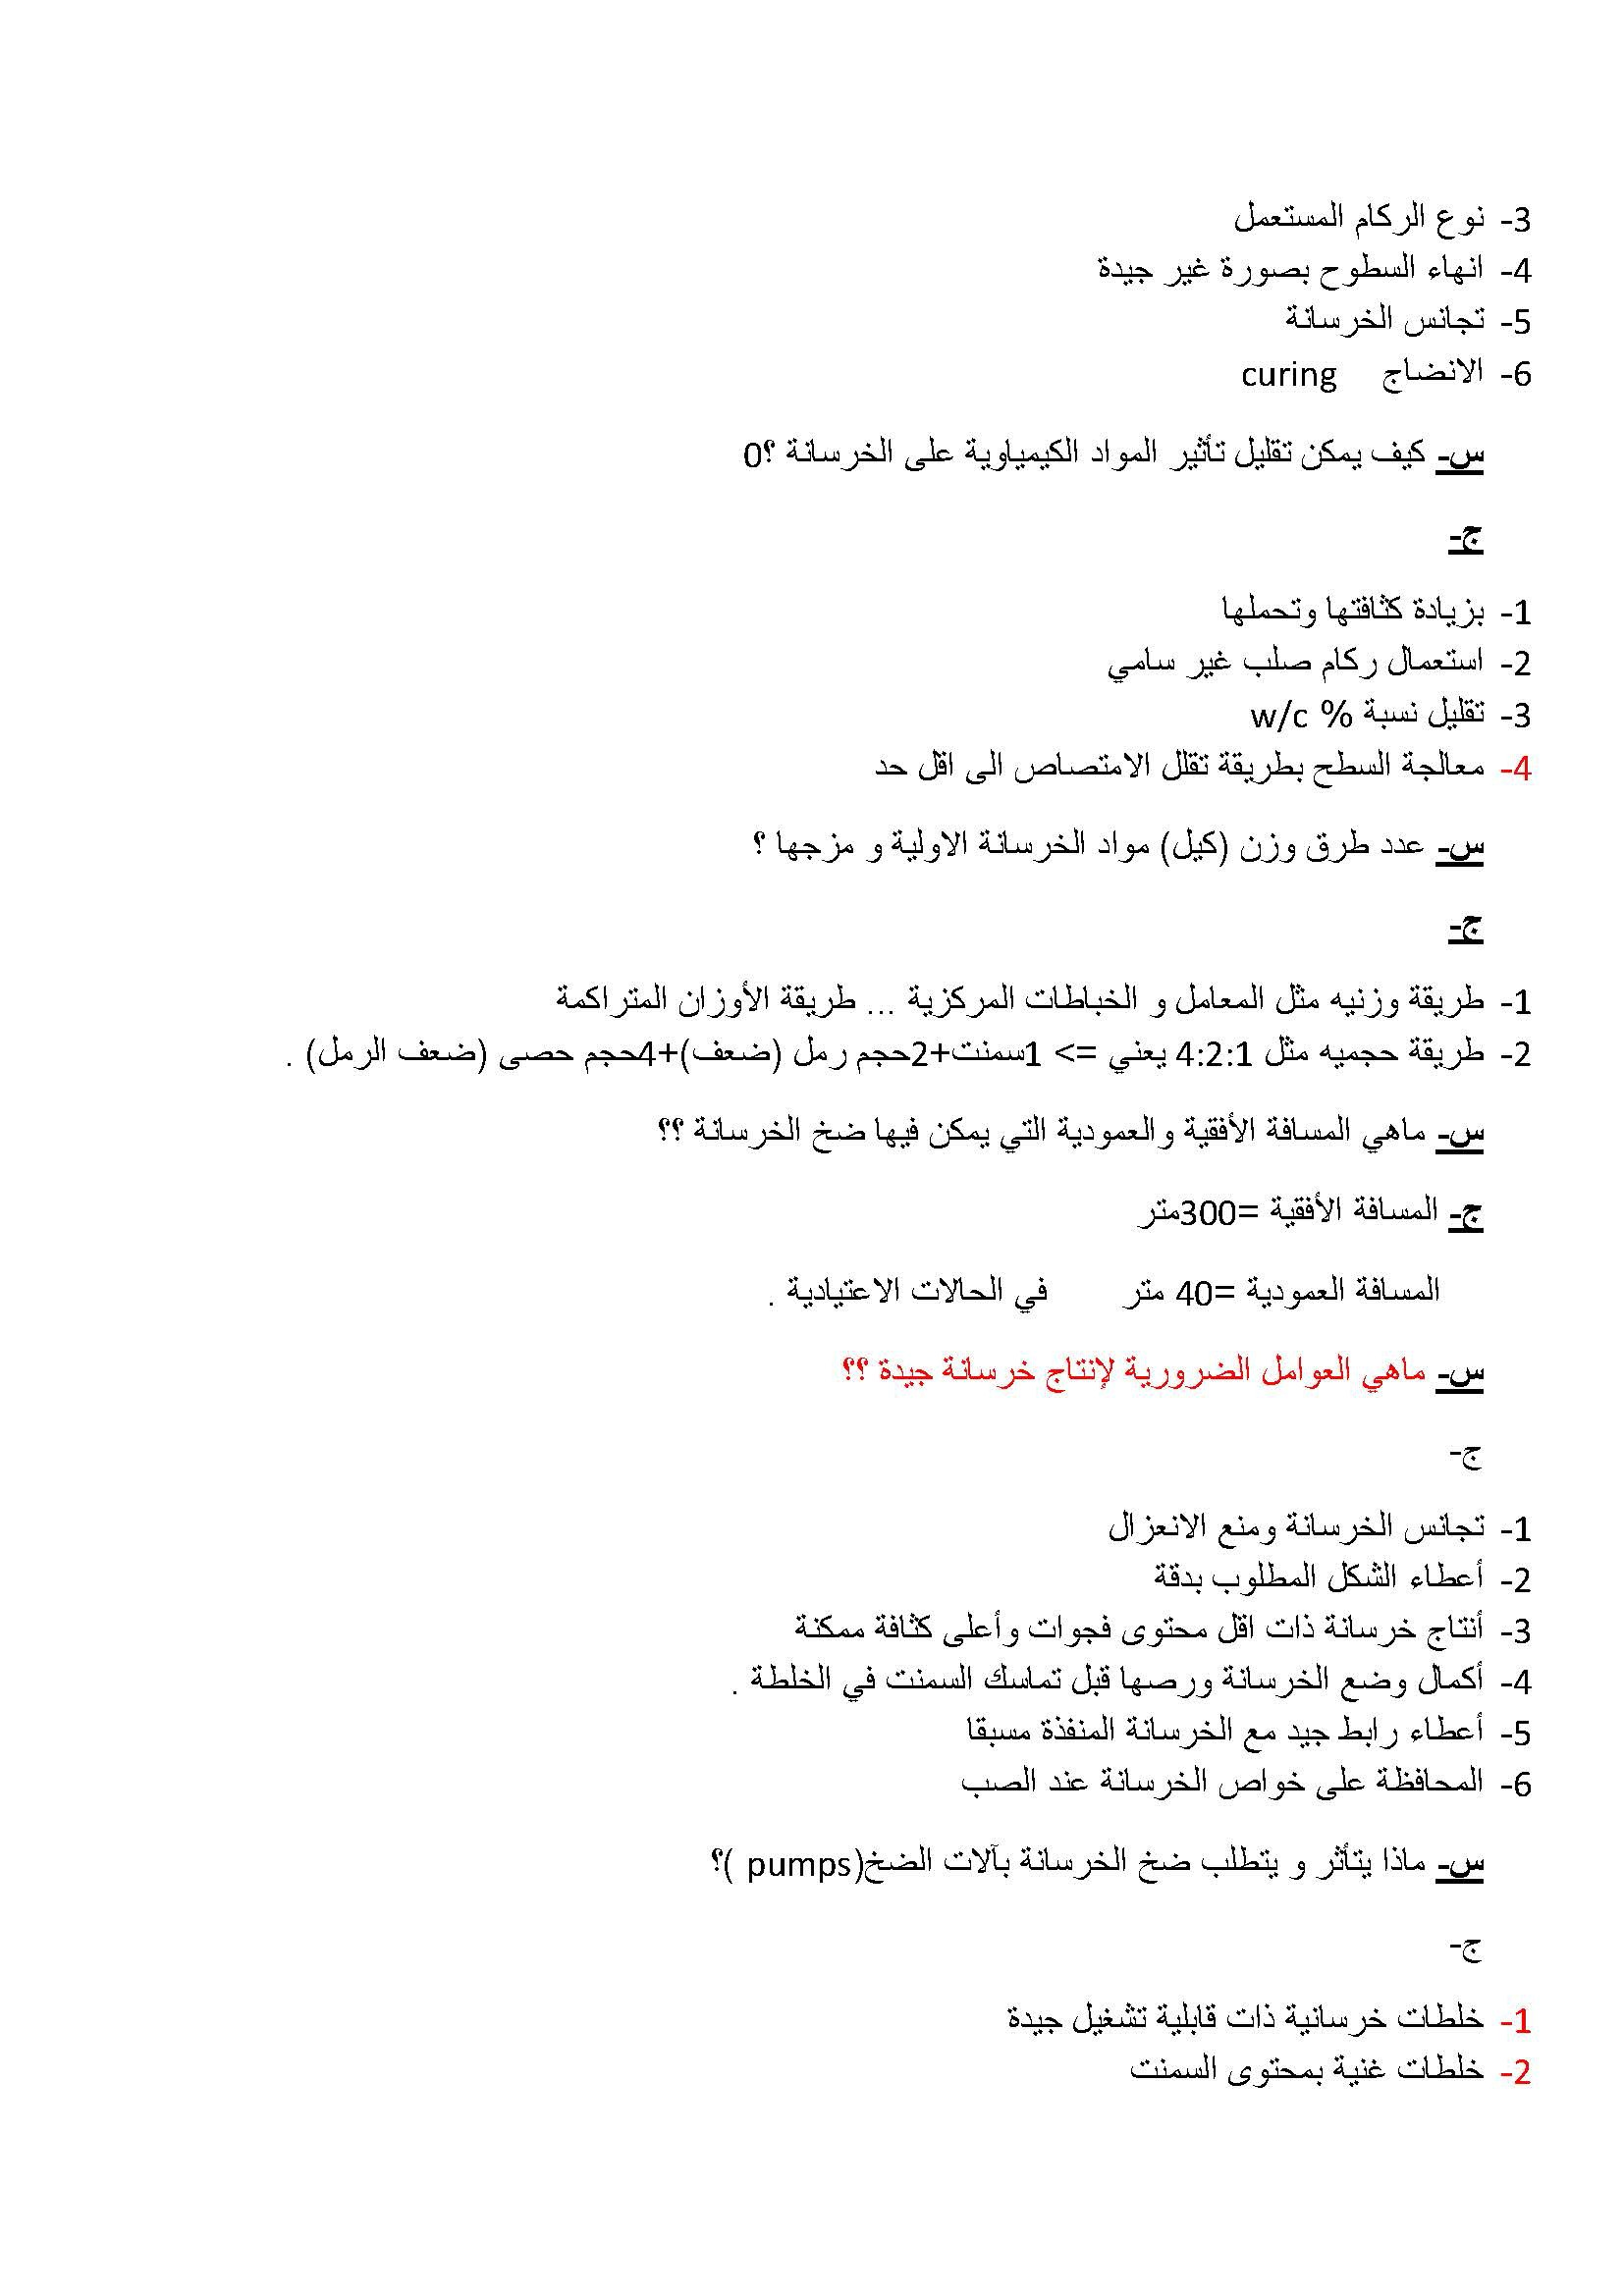 3- نوع الركام المستعمل
4- انهاء السطوح بصورة غير جيدة
5- تجانس الخرسانة
6- الانضاج curing
س- كيف يمكن تقليل تأثير المواد الكيمياوية على الخرسانة ؟0
ج-
1- بزيادة كثافتها وتحملها
2- استعمال ركام صلب غير سامي
3- تقليل نسبة % w/c
4- معالجة السطح بطريقة تقلل الامتصاص الى اقل حد
س- عدد طرق وزن (كيل) مواد الخرسانة الاولية و مزجها ؟
ج-
1- طريقة وزنيه مثل المعامل و الخباطات المركزية ... طريقة الأوزان المتراكمة
2- طريقة حجميه مثل 4:2:1 يعني => 1سمنت+2حجم رمل (ضعف)+4حجم حصى (ضعف الرمل) .
س- ماهي المسافة الأفقية والعمودية التي يمكن فيها ضخ الخرسانة ؟؟
ج- المسافة الأفقية =300متر
المسافة العمودية =40 متر في الحالات الاعتيادية .
س- ماهي العوامل الضرورية لإنتاج خرسانة جيدة ؟؟
ج-
1- تجانس الخرسانة ومنع الانعزال
2- أعطاء الشكل المطلوب بدقة
3- أنتاج خرسانة ذات اقل محتوى فجوات وأعلى كثافة ممكنة
4- أكمال وضع الخرسانة ورصها قبل تماسك السمنت في الخلطة .
5- أعطاء رابط جيد مع الخرسانة المنفذة مسبقا
6- المحافظة على خواص الخرسانة عند الصب
س- ماذا يتأثر و يتطلب ضخ الخرسانة بآلات الضخ(pumps )؟
ج-
1- خلطات خرسانية ذات قابلية تشغيل جيدة
2- خلطات غنية بمحتوى السمنت